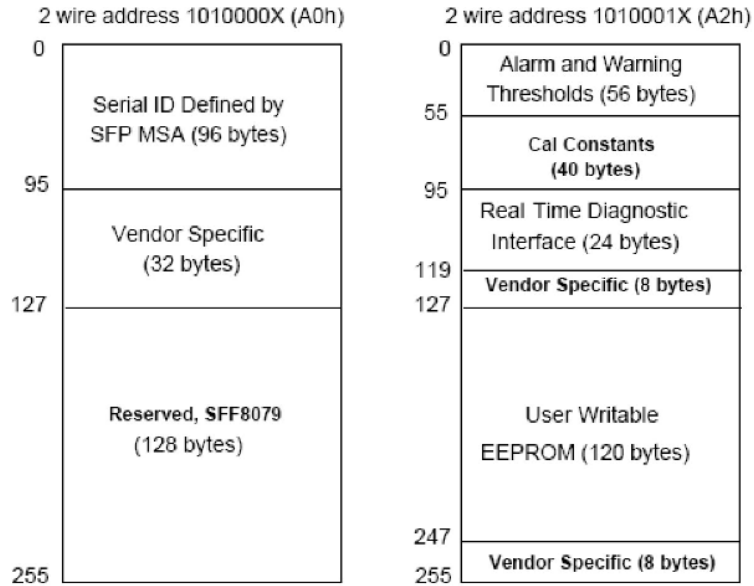 2 wire address 1010000X (A0h)
0
Serial ID Defined by
SFP MSA (96 bytes)
95
Vendor Specific
(32 bytes)
127
Reserved, SFF8079
(128 bytes)
255
2 wire address 1010001X (A2h)
0
Alarm and Warning
Thresholds (56 bytes)
55
Cal Constants
(40 bytes)
95
Real Time Diagnostic
Interface (24 bytes)
119
Vendor Specific (8 bytes)
127
User Writable
EEPROM (120 bytes)
247
Vendor Specific (8 bytes)
255